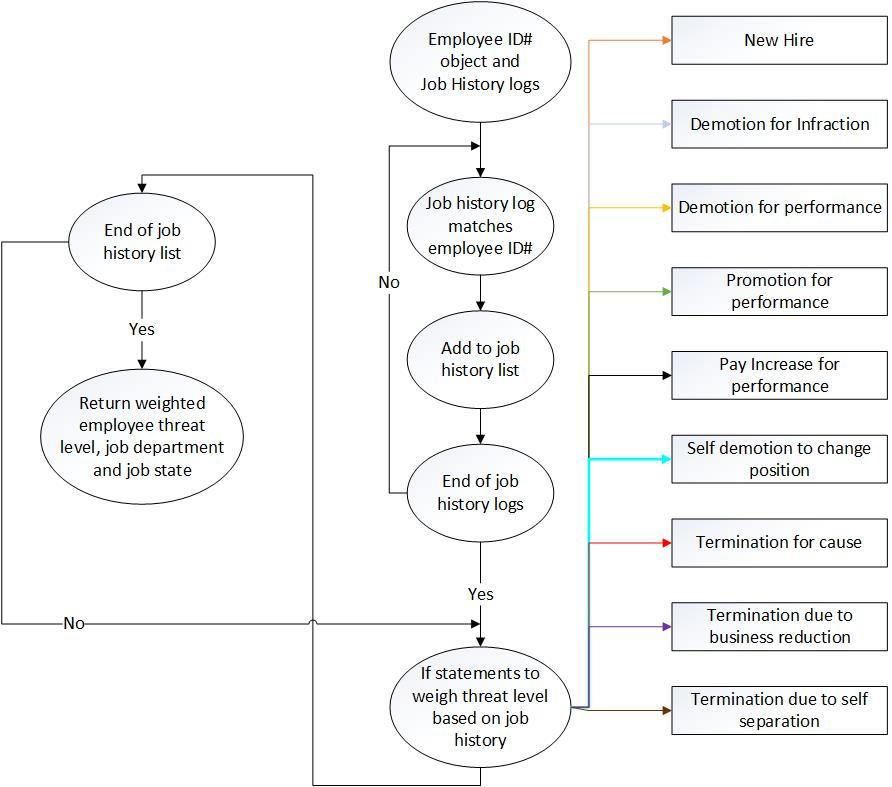 Employee ID#
object and
Job History logs
Job history log
matches
employee ID#
No
Add to job
history list
End of job
history logs
Yes
If statements to
weigh threat level
based on job
history
End of job
history list
Yes
Return weighted
employee threat
level, job department
and job state
No
New Hire
Demotion for Infraction
Demotion for performance
Promotion for
performance
Pay Increase for
performance
Self demotion to change
position
Termination for cause
Termination due to
business reduction
Termination due to self
separation